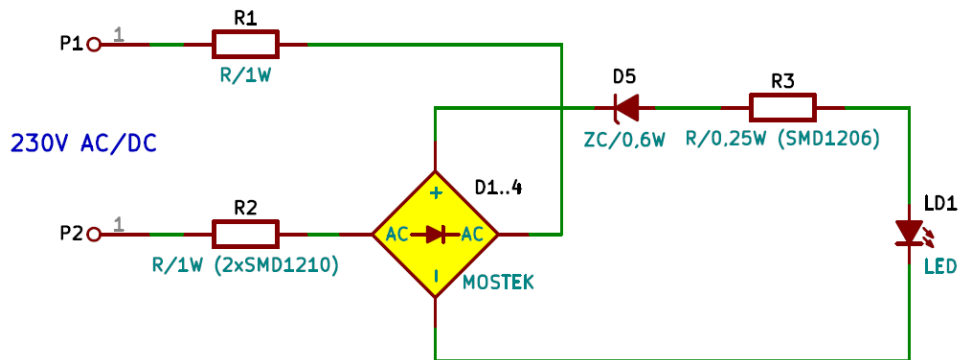 R1
P1
1
R/1W
D5
R3
230V AC/DC
ZC/0,6W
R/0,25W (SMD1206)
D1..4
+
R2
P2
1
AC
AC
LD1
R/1W (2xSMD1210)
-
MOSTEK
LED